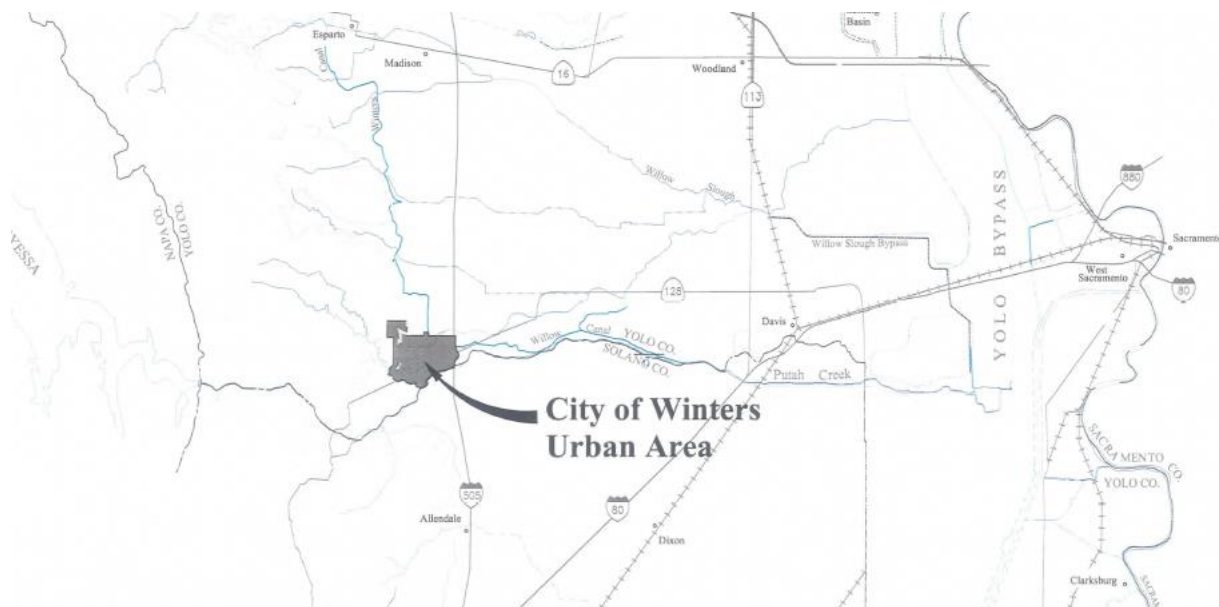 Esparto
Madison
16
Woodland
113
Basin
Canal
Winters
Willow Slough
880
NAPA CO.
YOLO CO.
VESSA
YOLO BYPASS
Willow Slough Bypass
Sacramento
West
Sacramento
80
128
Davis
Willow Canal
YOLO CO.
SOLANO CO.
Putah Creek
City of Winters
Urban Area
SACRAMENTO CO.
YOLO CO.
505
80
Allendale
Dixon
Clarksburg
SACRA